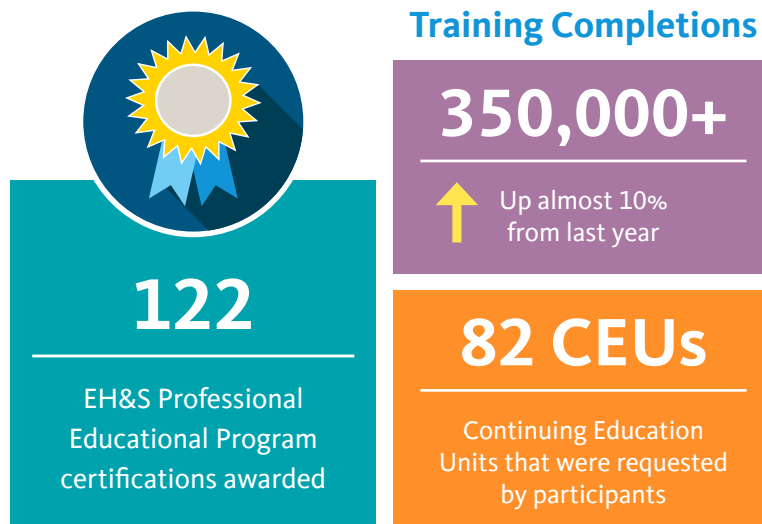 Training Completions
350,000+
Up almost 10%
from last year
122
EH&S Professional
Educational Program
certifications awarded
82 CEUs
Continuing Education
Units that were requested
by participants